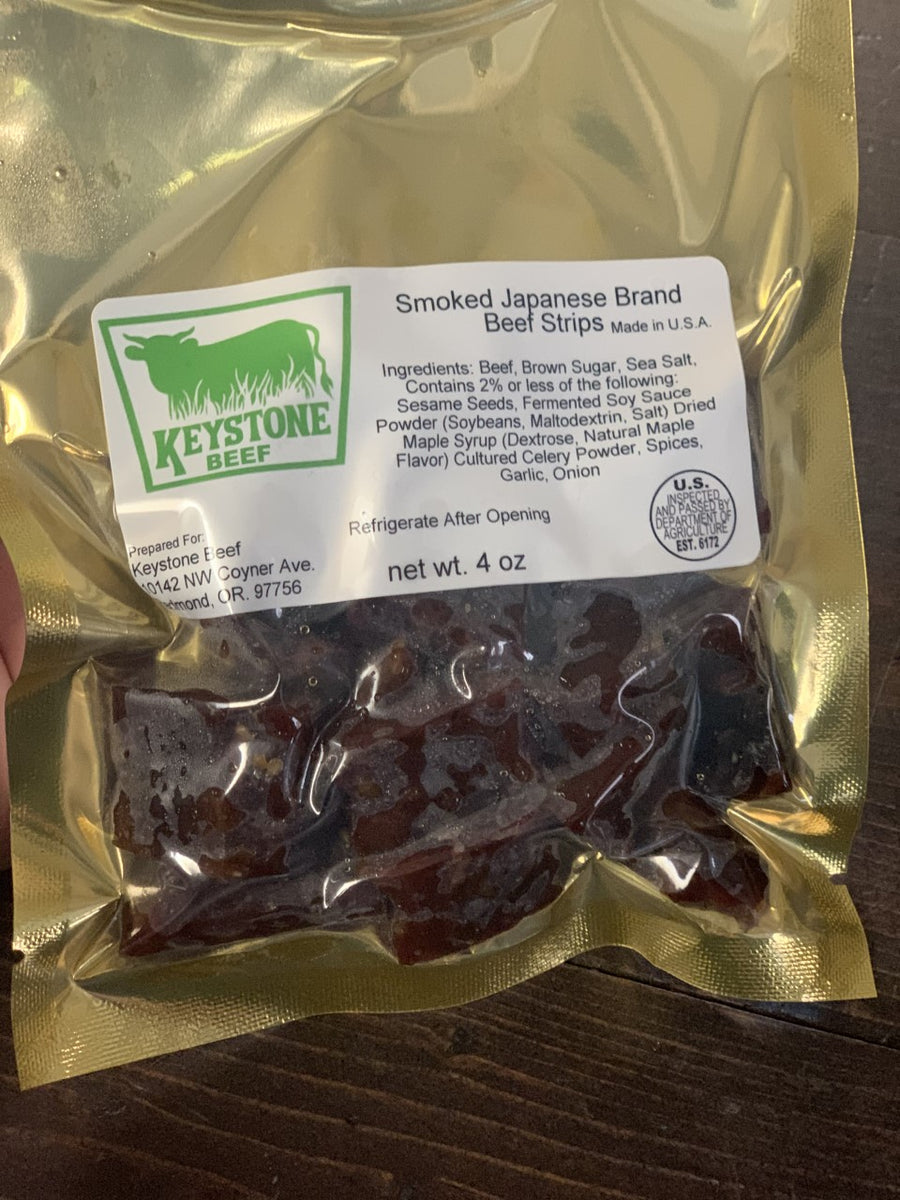 KEYSTONE
BEEF
Smoked Japanese Brand
Beef Strips Made in U.S.A.
Ingredients: Beef, Brown Sugar, Sea Salt,
Contains 2% or less of the following:
Sesame Seeds, Fermented Soy Sauce
Powder (Soybeans, Maltodextrin, Salt) Dried
Maple Syrup (Dextrose, Natural Maple
Flavor) Cultured Celery Powder, Spices,
Garlic, Onion
Refrigerate After Opening
net wt. 4 oz
Prepared For:
Keystone Beef
NW Coyner Ave.
OR. 97756
U.S.
INSPECTED
AND PASSED BY
DEPARTMENT OF
AGRICULTURE
EST. 6172